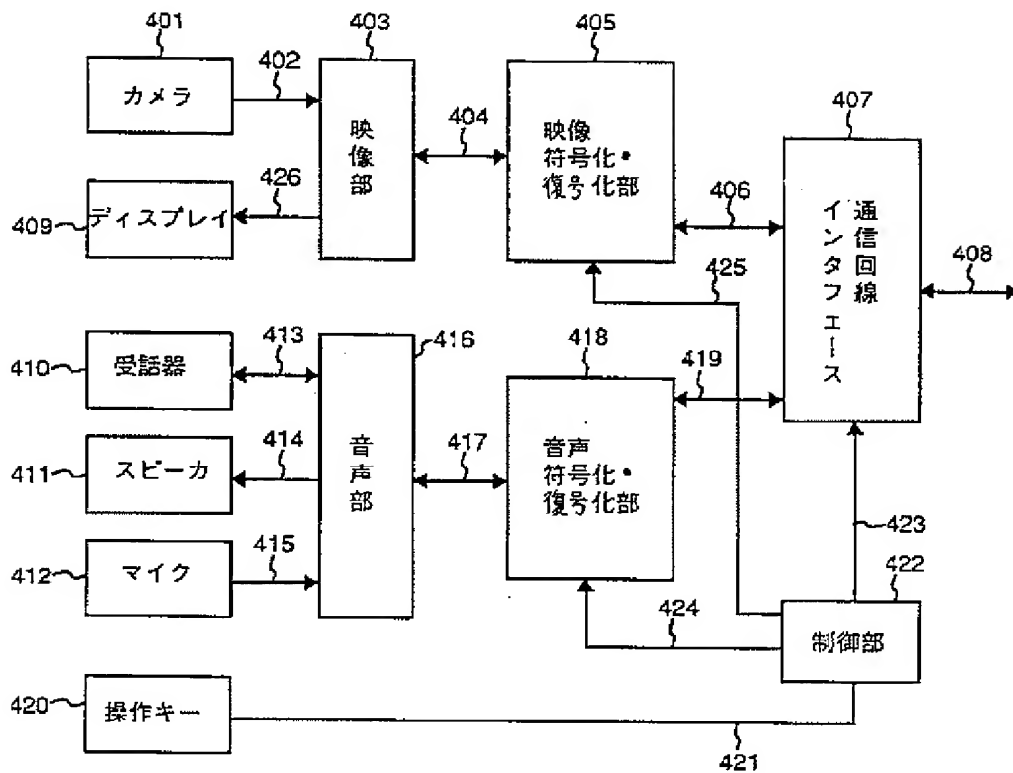 401
402
403
404
405
406
407
408
409
カメラ
ディスプレイ
426
映像部
映像
符号化・
復号化部
425
通信回線
インタフェース
410
受話器
413
416
418
419
411
スピーカ
414
音声部
417
音声
符号化・
復号化部
412
マイク
415
423
422
424
制御部
420
操作キー
421